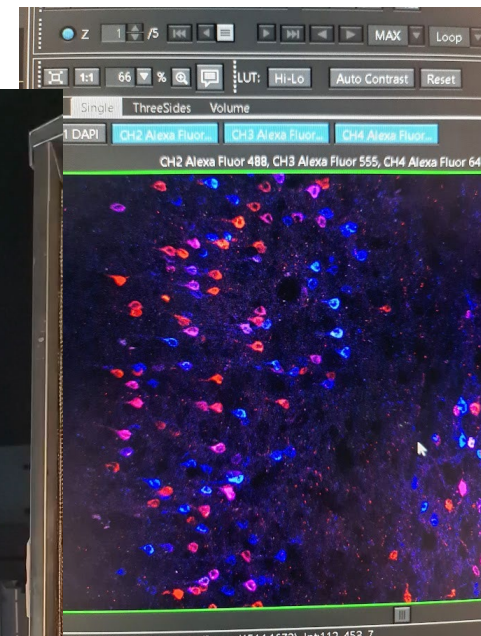 Z 1 /5 MAX Loop
1:1 66 % LUT: Hi-Lo Auto Contrast Reset
Single ThreeSides Volume
DAPI CH2 Alexa Fluor... CH3 Alexa Fluor... CH4 Alexa Fluor...
CH2 Alexa Fluor 488, CH3 Alexa Fluor 555, CH4 Alexa Fluor 64